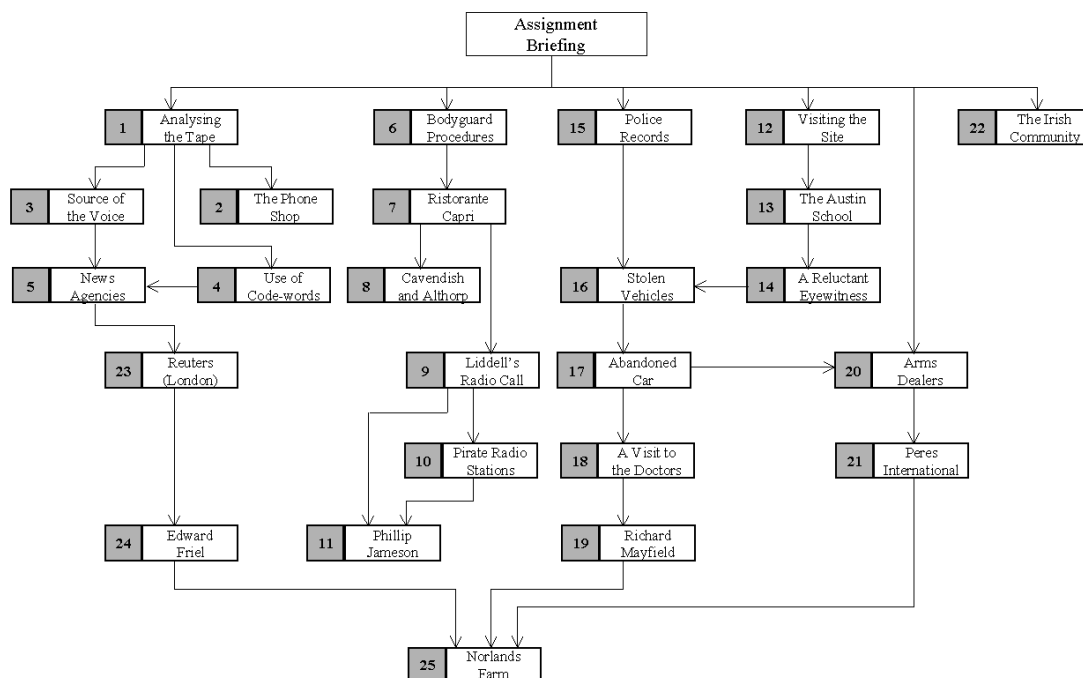 Assignment
Briefing
1
Analysing
the Tape
6
Bodyguard
Procedures
15
Police
Records
12
Visiting the
Site
22
The Irish
Community
3
Source of
the Voice
2
The Phone
Shop
7
Ristorante
Capri
13
The Austin
School
5
News
Agencies
4
Use of
Code-words
8
Cavendish
and Althorp
16
Stolen
Vehicles
14
A Reluctant
Eyewitness
23
Reuters
(London)
9
Liddell's
Radio Call
17
Abandoned
Car
20
Arms
Dealers
10
Pirate Radio
Stations
18
A Visit to
the Doctors
21
Peres
International
24
Edward
Friel
11
Phillip
Jameson
19
Richard
Mayfield
25
Norlands
Farm